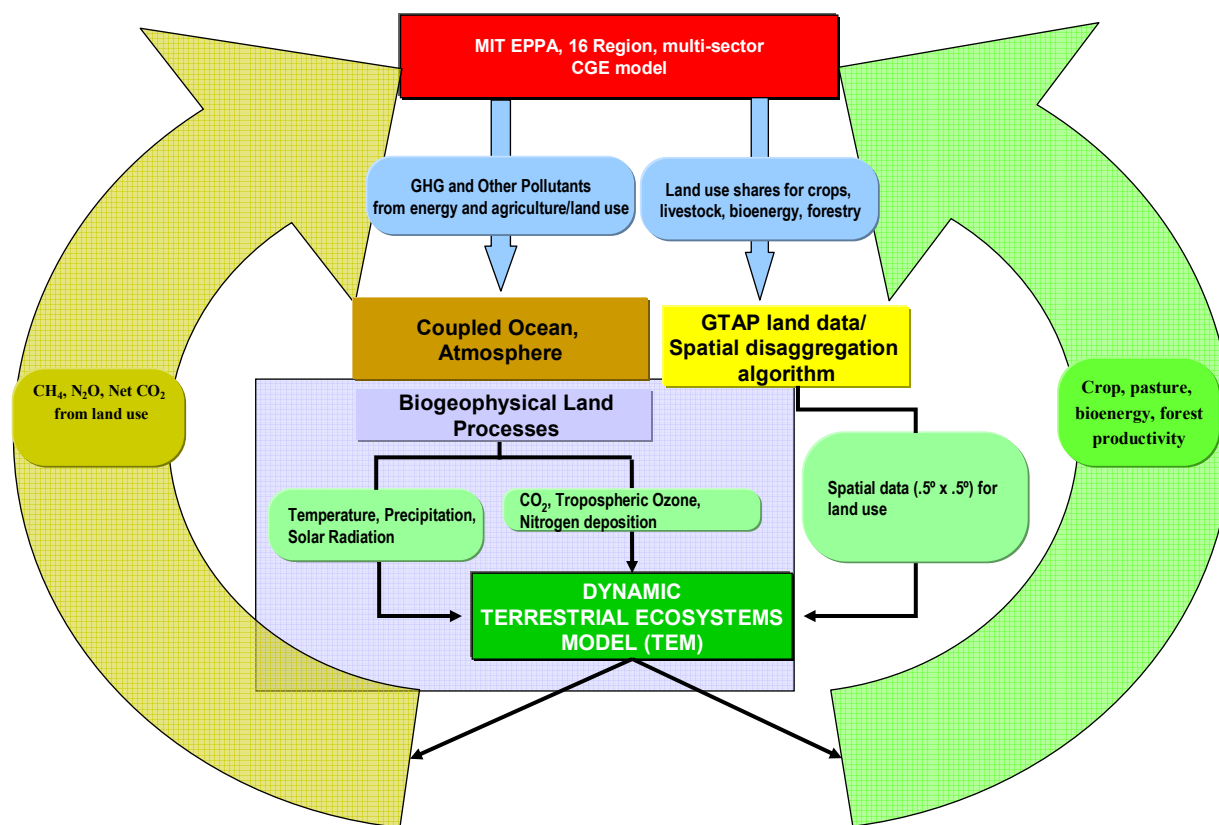 MIT EPPA, 16 Region, multi-sector
CGE model
GHG and Other Pollutants
from energy and agriculture/land use
Land use shares for crops,
livestock, bioenergy, forestry
Coupled Ocean,
Atmosphere
GTAP land data/
Spatial disaggregation
algorithm
CH₄, N₂O, Net CO₂
from land use
Biogeophysical Land
Processes
Crop, pasture,
bioenergy, forest
productivity
Temperature, Precipitation,
Solar Radiation
CO₂, Tropospheric Ozone,
Nitrogen deposition
Spatial data (.5º x .5º) for
land use
DYNAMIC
TERRESTRIAL ECOSYSTEMS
MODEL (TEM)